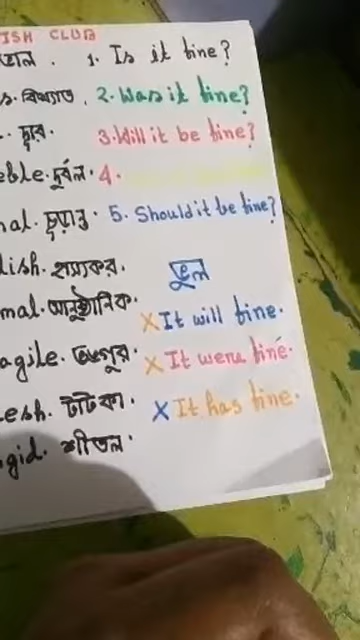 ISH CLUB
ভাল. 1. Is it fine?
s. বিখ্যাত, 2. Was it fine?
দূর. 3. Will it be fine?
eble. দুর্বল. 4.
nal. চূড়ান্ত. 5. Should it be fine?
lish. হাস্যকর. ভুল
mal. আনুষ্ঠানিক.
X It will fine.
agile. ভঙ্গুর. X It were fine.
esh. টাটকা. X It has fine.
gid. শীতল.